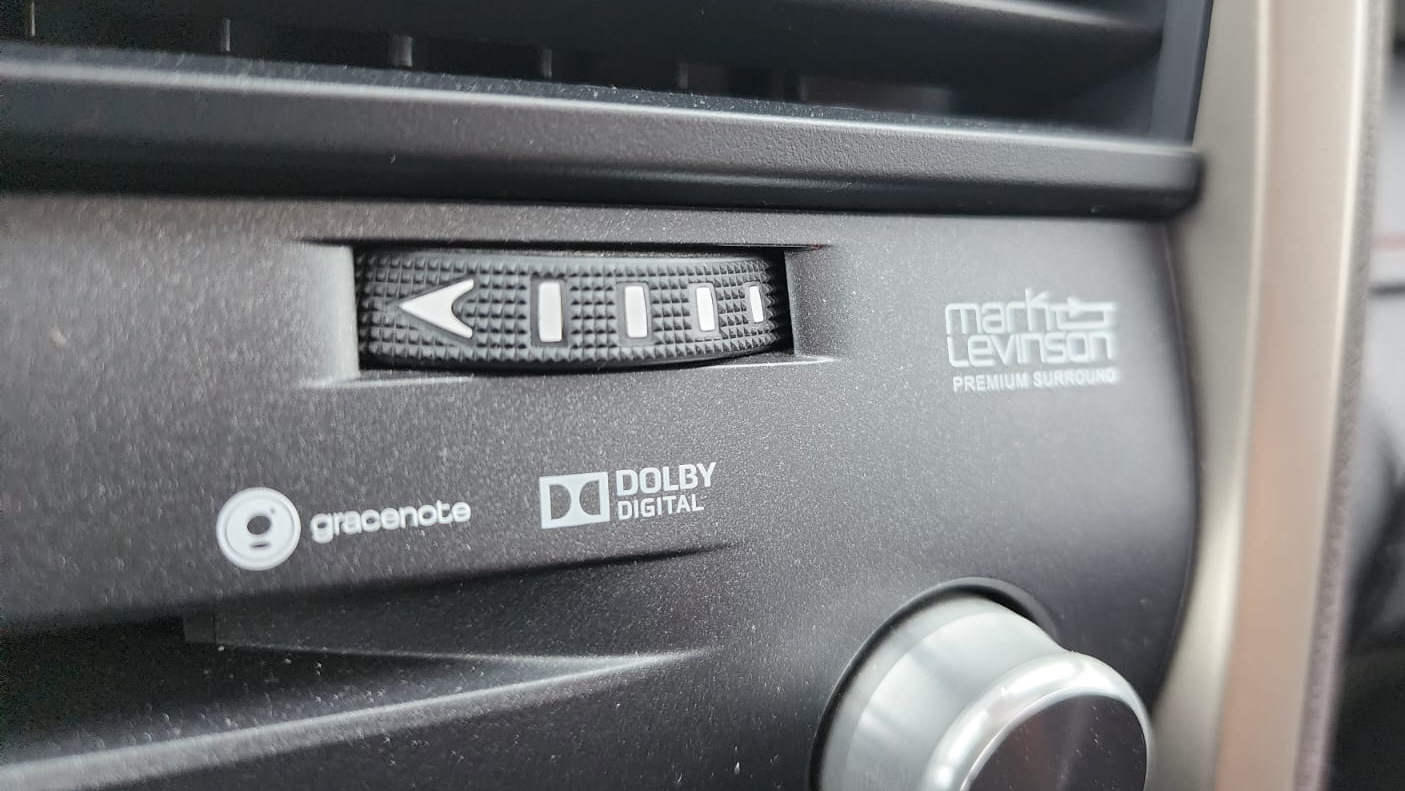 mark
Levinson
PREMIUM SURROUND
DOLBY
DIGITAL
gracenote